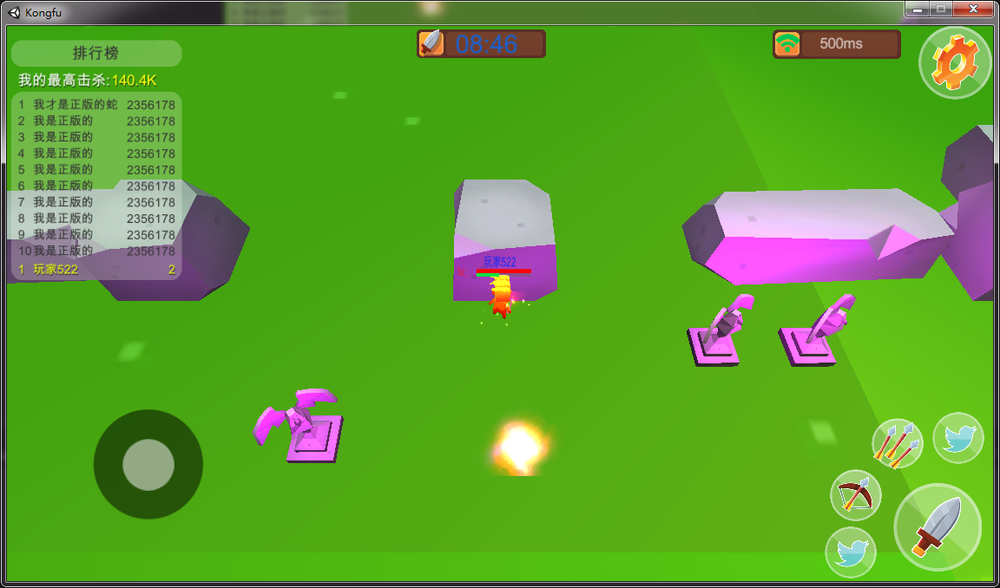 Kongfu
排行榜
08:46
500ms
我的最高击杀:140.4K
1 我才是正版的蛇 2356178
2 我是正版的 2356178
3 我是正版的 2356178
4 我是正版的 2356178
5 我是正版的 2356178
6 我是正版的 2356178
7 我是正版的 2356178
8 我是正版的 2356178
9 我是正版的 2356178
10 我是正版的 2356178
1 玩家522 2
玩家522